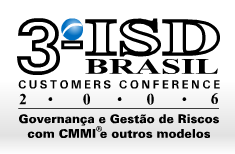 3ª ISD
BRASIL
CUSTOMERS CONFERENCE
2 · 0 · 0 · 6
Governança e Gestão de Riscos
com CMMI® e outros modelos